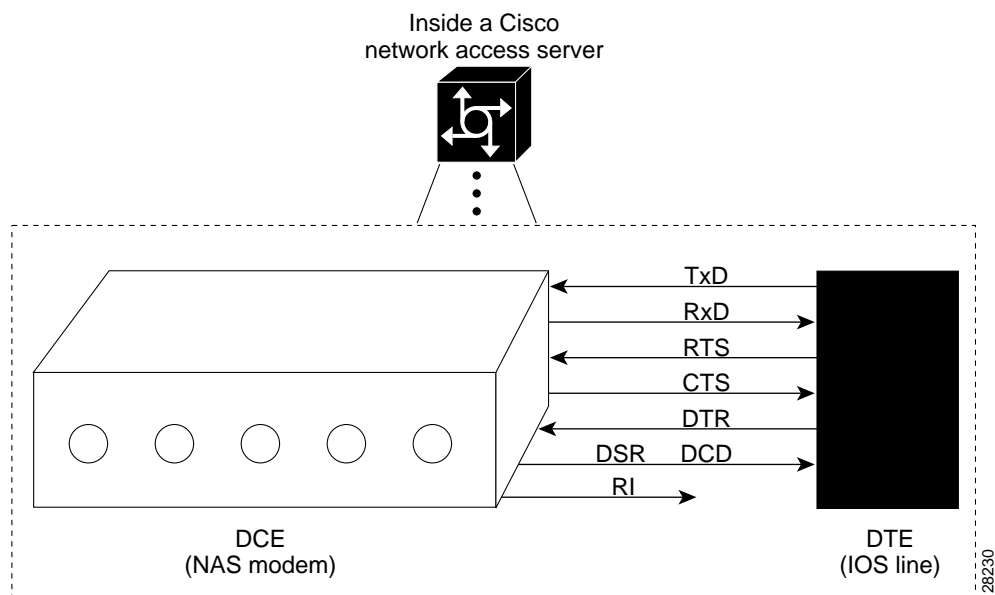 Inside a Cisco
network access server
TxD
RxD
RTS
CTS
DTR
DSR DCD
RI
DCE
(NAS modem)
DTE
(IOS line)
28230